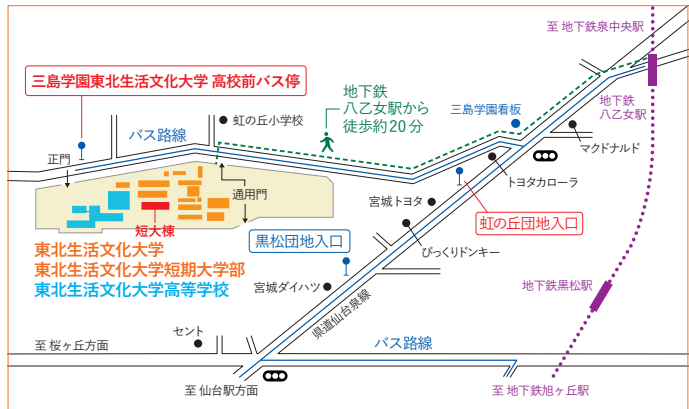 至 地下鉄泉中央駅
三島学園東北生活文化大学 高校前バス停
地下鉄
八乙女駅から
徒歩約20分
地下鉄
八乙女駅
三島学園看板
虹の丘小学校
バス路線
マクドナルド
正門
トヨタカローラ
通用門
宮城トヨタ
虹の丘団地入口
短大棟
黒松団地入口
びっくりドンキー
東北生活文化大学
東北生活文化大学短期大学部
東北生活文化大学高等学校
宮城ダイハツ
地下鉄黒松駅
県道仙台泉線
セント
バス路線
至 桜ヶ丘方面
至 仙台駅方面
至 地下鉄旭ヶ丘駅